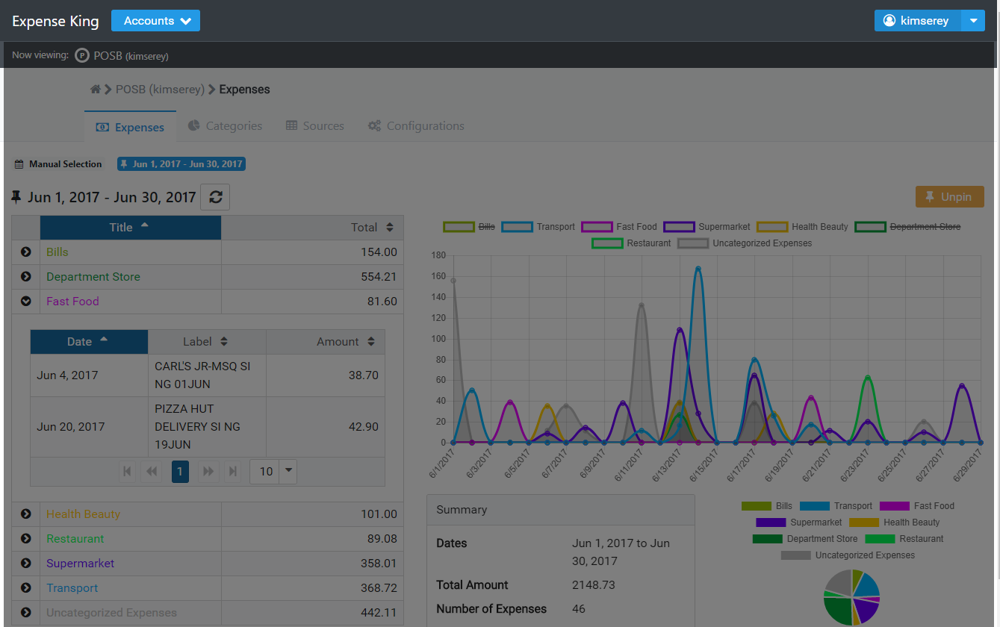 Expense King Accounts kimserey
Now viewing: P POSB (kimserey)
POSB (kimserey) Expenses
Expenses Categories Sources Configurations
Manual Selection Jun 1, 2017 - Jun 30, 2017
Jun 1, 2017 - Jun 30, 2017 Unpin
Title Total
Bills 154.00
Department Store 554.21
Fast Food 81.60
Date Label Amount
Jun 4, 2017 CARL'S JR-MSQ SI NG 01JUN 38.70
Jun 20, 2017 PIZZA HUT DELIVERY SI NG 19JUN 42.90
1 10
Health Beauty 101.00
Restaurant 89.08
Supermarket 358.01
Transport 368.72
Uncategorized Expenses 442.11
Bills Transport Fast Food Supermarket Health Beauty Department Store
Restaurant Uncategorized Expenses
180
160
140
120
100
80
60
40
20
0
6/1/2017 6/3/2017 6/5/2017 6/7/2017 6/9/2017 6/11/2017 6/13/2017 6/15/2017 6/17/2017 6/19/2017 6/21/2017 6/23/2017 6/25/2017 6/27/2017 6/29/2017
Summary
Dates Jun 1, 2017 to Jun 30, 2017
Total Amount 2148.73
Number of Expenses 46
Bills Transport Fast Food
Supermarket Health Beauty
Department Store Restaurant
Uncategorized Expenses